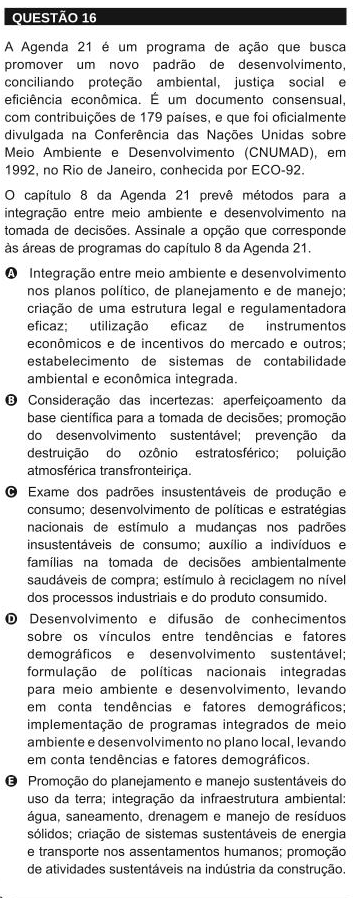 QUESTÃO 16
A Agenda 21 é um programa de ação que busca
promover um novo padrão de desenvolvimento,
conciliando proteção ambiental, justiça social e
eficiência econômica. É um documento consensual,
com contribuições de 179 países, e que foi oficialmente
divulgada na Conferência das Nações Unidas sobre
Meio Ambiente e Desenvolvimento (CNUMAD), em
1992, no Rio de Janeiro, conhecida por ECO-92.
O capítulo 8 da Agenda 21 prevê métodos para a
integração entre meio ambiente e desenvolvimento na
tomada de decisões. Assinale a opção que corresponde
às áreas de programas do capítulo 8 da Agenda 21.
A Integração entre meio ambiente e desenvolvimento
nos planos político, de planejamento e de manejo;
criação de uma estrutura legal e regulamentadora
eficaz; utilização eficaz de instrumentos
econômicos e de incentivos do mercado e outros;
estabelecimento de sistemas de contabilidade
ambiental e econômica integrada.
B Consideração das incertezas: aperfeiçoamento da
base científica para a tomada de decisões; promoção
do desenvolvimento sustentável; prevenção da
destruição do ozônio estratosférico; poluição
atmosférica transfronteiriça.
C Exame dos padrões insustentáveis de produção e
consumo; desenvolvimento de políticas e estratégias
nacionais de estímulo a mudanças nos padrões
insustentáveis de consumo; auxílio a indivíduos e
famílias na tomada de decisões ambientalmente
saudáveis de compra; estímulo à reciclagem no nível
dos processos industriais e do produto consumido.
D Desenvolvimento e difusão de conhecimentos
sobre os vínculos entre tendências e fatores
demográficos e desenvolvimento sustentável;
formulação de políticas nacionais integradas
para meio ambiente e desenvolvimento, levando
em conta tendências e fatores demográficos;
implementação de programas integrados de meio
ambiente e desenvolvimento no plano local, levando
em conta tendências e fatores demográficos.
E Promoção do planejamento e manejo sustentáveis do
uso da terra; integração da infraestrutura ambiental:
água, saneamento, drenagem e manejo de resíduos
sólidos; criação de sistemas sustentáveis de energia
e transporte nos assentamentos humanos; promoção
de atividades sustentáveis na indústria da construção.